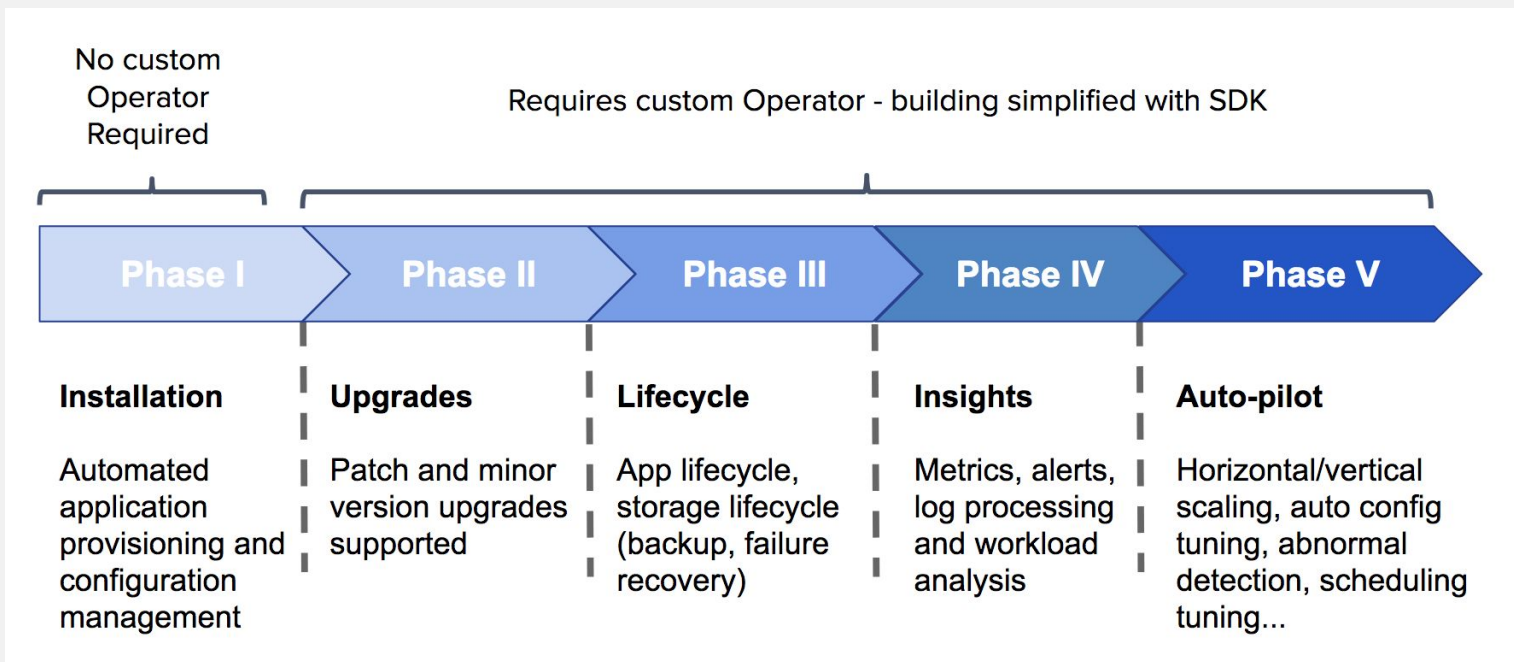 No custom
Operator
Required
Requires custom Operator - building simplified with SDK
Phase I
Phase II
Phase III
Phase IV
Phase V
Installation
Automated
application
provisioning and
configuration
management
Upgrades
Patch and minor
version upgrades
supported
Lifecycle
App lifecycle,
storage lifecycle
(backup, failure
recovery)
Insights
Metrics, alerts,
log processing
and workload
analysis
Auto-pilot
Horizontal/vertical
scaling, auto config
tuning, abnormal
detection, scheduling
tuning...